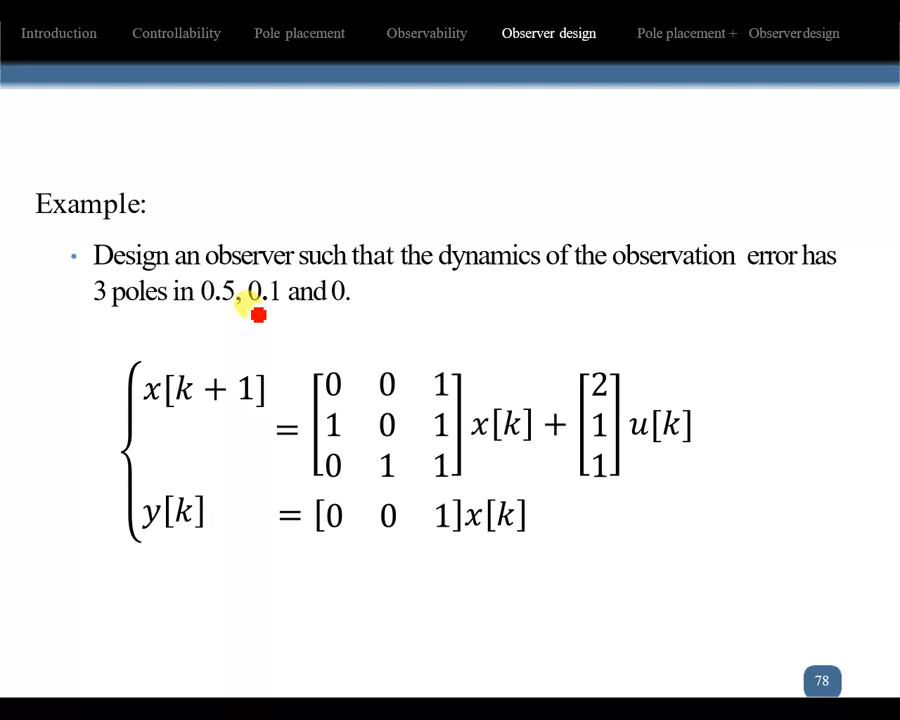 Introduction Controllability Pole placement Observability Observer design Pole placement + Observerdesign
Example:
• Design an observer such that the dynamics of the observation error has
3 poles in 0.5, 0.1 and 0.
x[k + 1] = [0 0 1; 1 0 1; 0 1 1] x[k] + [2; 1; 1] u[k]
y[k] = [0 0 1]x[k]
78